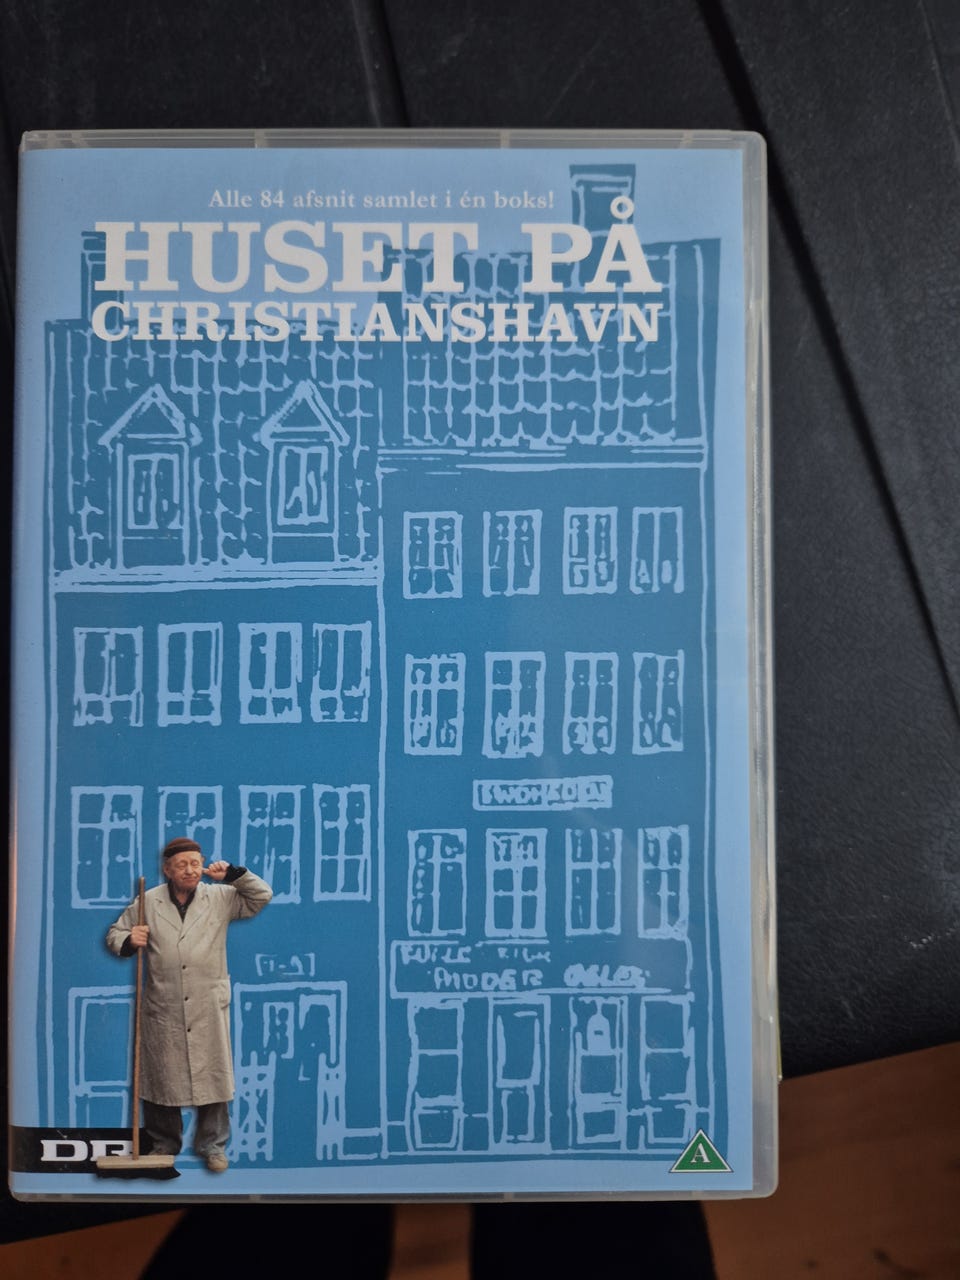 Alle 84 afsnit samlet i én boks!
HUSET PÅ
CHRISTIANSHAVN
DR
A